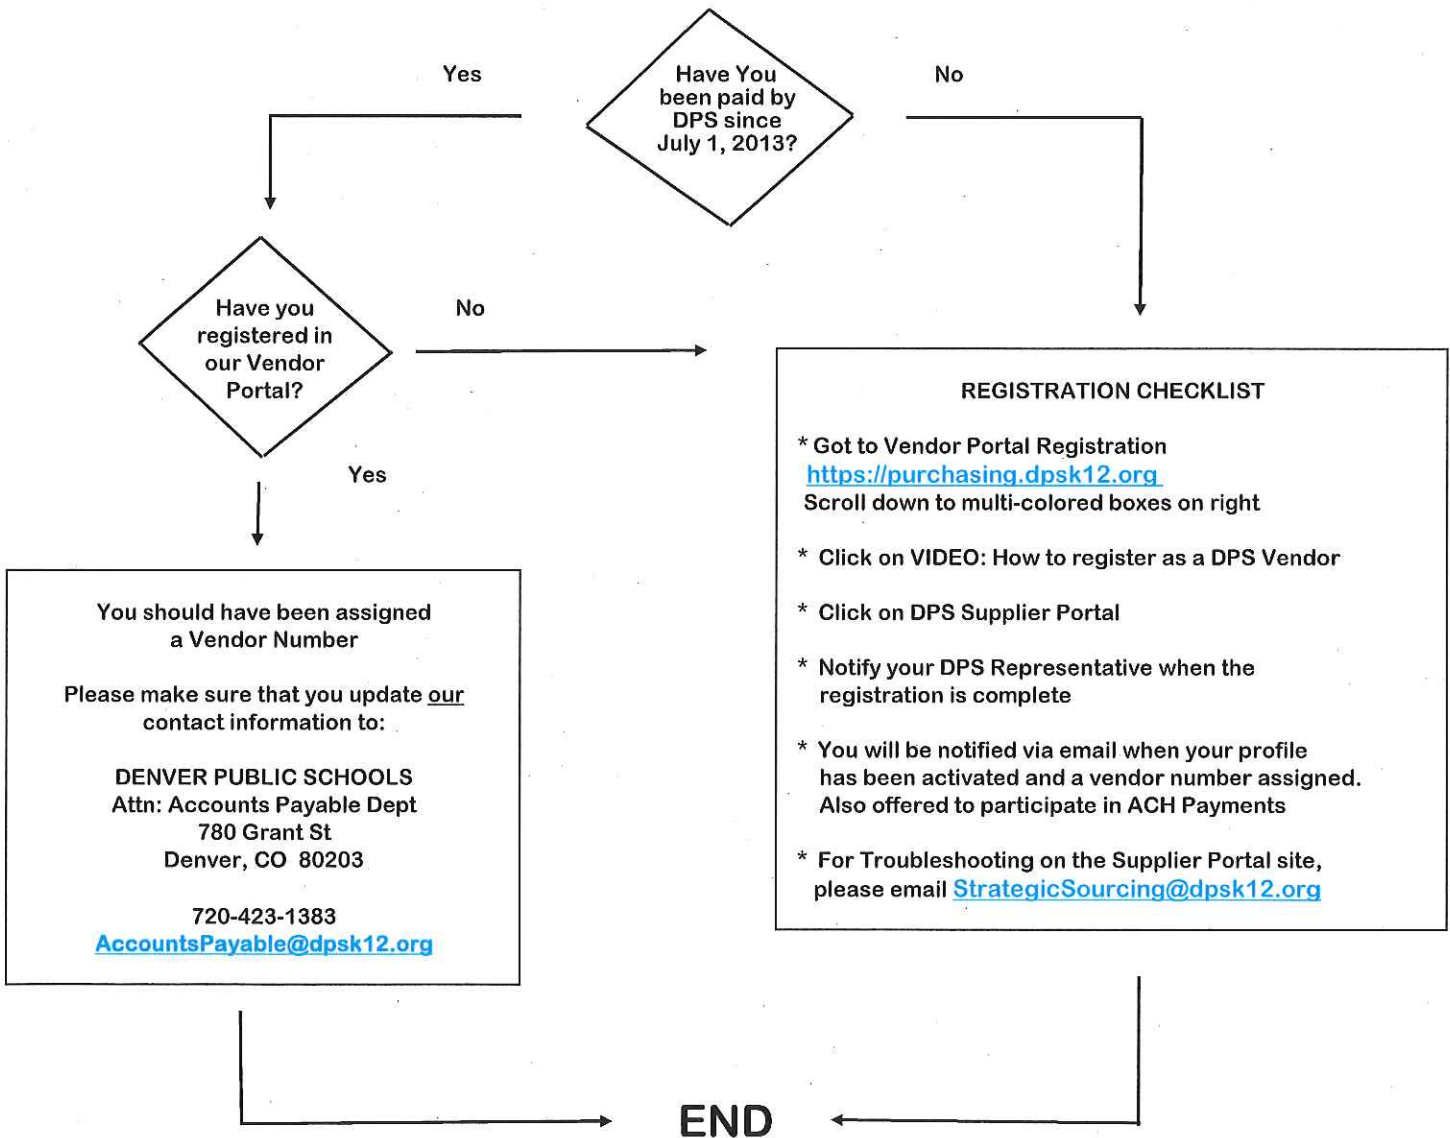 Yes
Have You
been paid by
DPS since
July 1, 2013?
No
Have you
registered in
our Vendor
Portal?
No
Yes
You should have been assigned
a Vendor Number
Please make sure that you update our
contact information to:
DENVER PUBLIC SCHOOLS
Attn: Accounts Payable Dept
780 Grant St
Denver, CO 80203
720-423-1383
AccountsPayable@dpsk12.org
REGISTRATION CHECKLIST
* Got to Vendor Portal Registration
https://purchasing.dpsk12.org
Scroll down to multi-colored boxes on right
* Click on VIDEO: How to register as a DPS Vendor
* Click on DPS Supplier Portal
* Notify your DPS Representative when the
registration is complete
* You will be notified via email when your profile
has been activated and a vendor number assigned.
Also offered to participate in ACH Payments
* For Troubleshooting on the Supplier Portal site,
please email StrategicSourcing@dpsk12.org
END